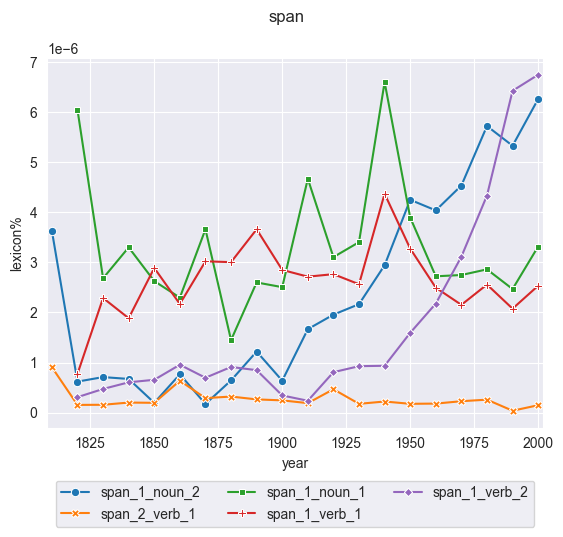 span
1e−6
7
6
5
4
3
2
1
0
lexicon%
1825 1850 1875 1900 1925 1950 1975 2000
year
span_1_noun_2 span_1_noun_1 span_1_verb_2
span_2_verb_1 span_1_verb_1